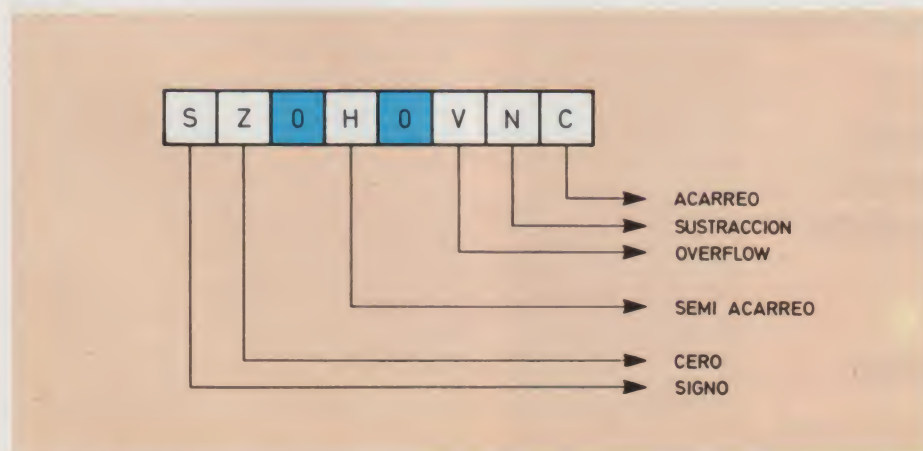 S Z 0 H 0 V N C
ACARREO
SUSTRACCION
OVERFLOW
SEMI ACARREO
CERO
SIGNO